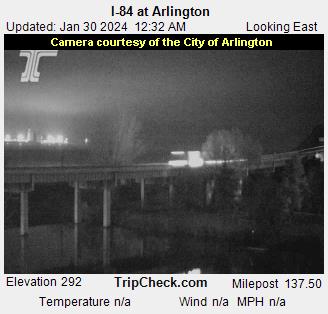 I-84 at Arlington
Updated: Jan 30 2024 12:32 AM Looking East
Camera courtesy of the City of Arlington
Elevation 292 TripCheck.com Milepost 137.50
Temperature n/a Wind n/a MPH n/a